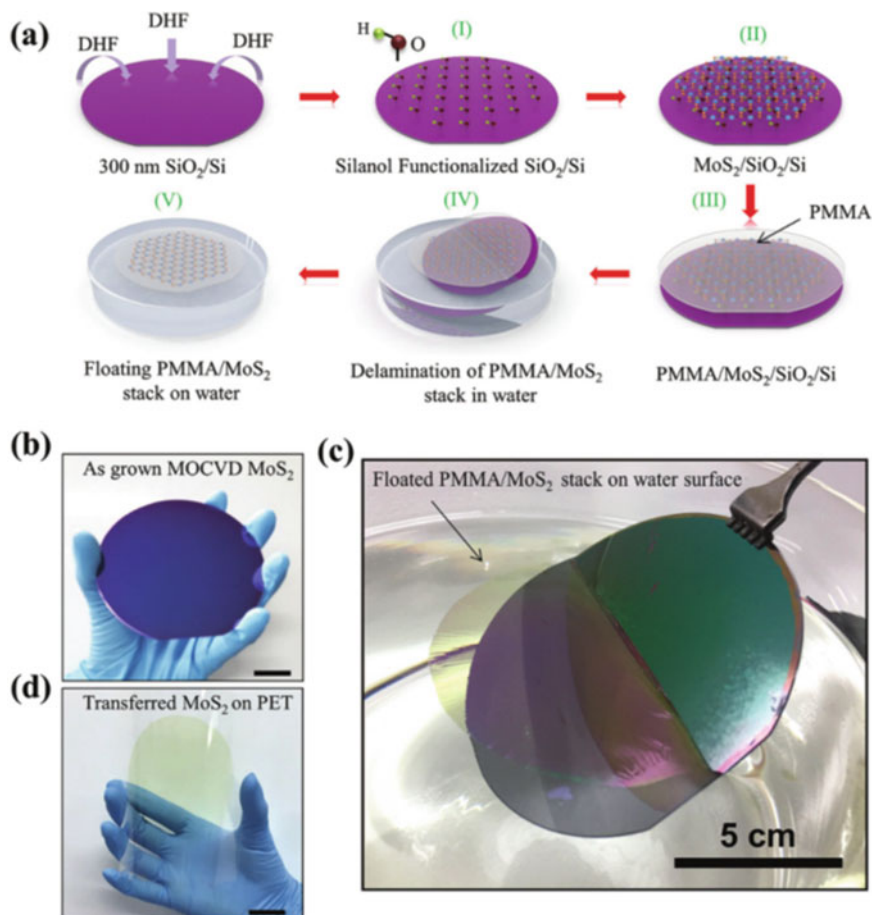 (a)
DHF
DHF
DHF
300 nm SiO₂/Si
H
O
(I)
Silanol Functionalized SiO₂/Si
(II)
MoS₂/SiO₂/Si
(III)
PMMA
PMMA/MoS₂/SiO₂/Si
(IV)
Delamination of PMMA/MoS₂
stack in water
(V)
Floating PMMA/MoS₂
stack on water
(b)
As grown MOCVD MoS₂
(c)
Floated PMMA/MoS₂ stack on water surface
5 cm
(d)
Transferred MoS₂ on PET